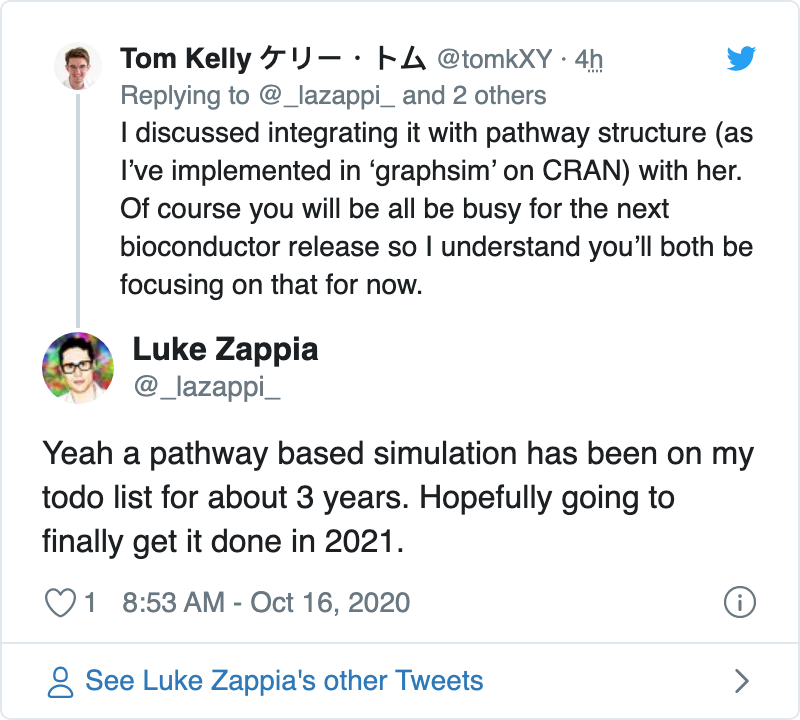 Tom Kelly ケリー・トム @tomkXY · 4h
Replying to @_lazappi_ and 2 others
I discussed integrating it with pathway structure (as
I’ve implemented in ‘graphsim’ on CRAN) with her.
Of course you will be all be busy for the next
bioconductor release so I understand you’ll both be
focusing on that for now.
Luke Zappia
@_lazappi_
Yeah a pathway based simulation has been on my
todo list for about 3 years. Hopefully going to
finally get it done in 2021.
1 8:53 AM - Oct 16, 2020
See Luke Zappia's other Tweets